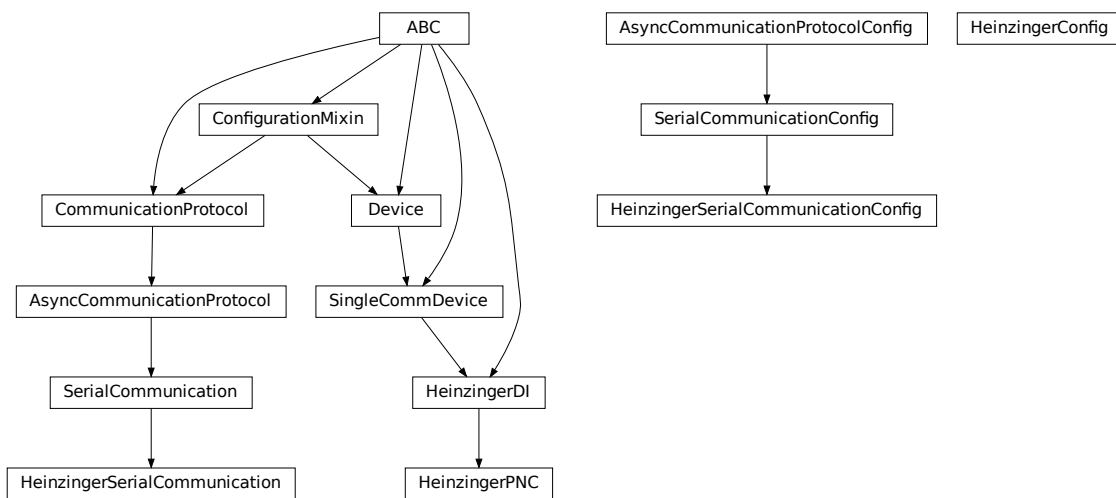 ABC
AsyncCommunicationProtocolConfig
HeinzingerConfig
ConfigurationMixin
SerialCommunicationConfig
CommunicationProtocol
Device
HeinzingerSerialCommunicationConfig
AsyncCommunicationProtocol
SingleCommDevice
SerialCommunication
HeinzingerDI
HeinzingerSerialCommunication
HeinzingerPNC